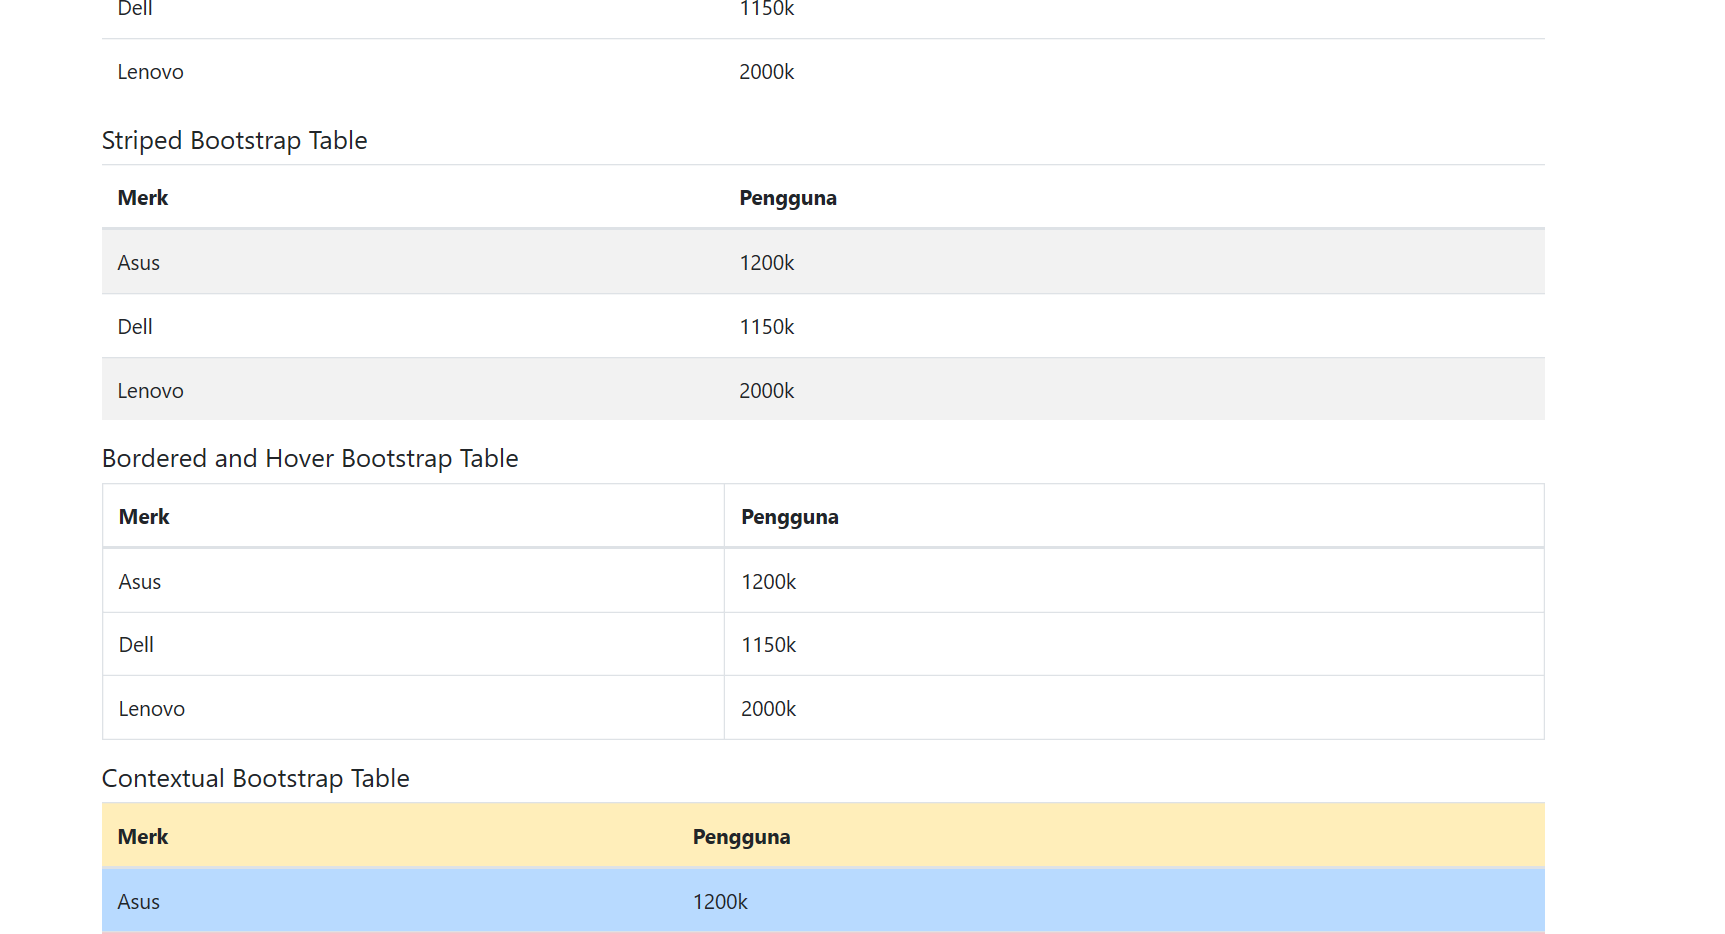 Dell 1150k
Lenovo 2000k
Striped Bootstrap Table
Merk Pengguna
Asus 1200k
Dell 1150k
Lenovo 2000k
Bordered and Hover Bootstrap Table
Merk Pengguna
Asus 1200k
Dell 1150k
Lenovo 2000k
Contextual Bootstrap Table
Merk Pengguna
Asus 1200k